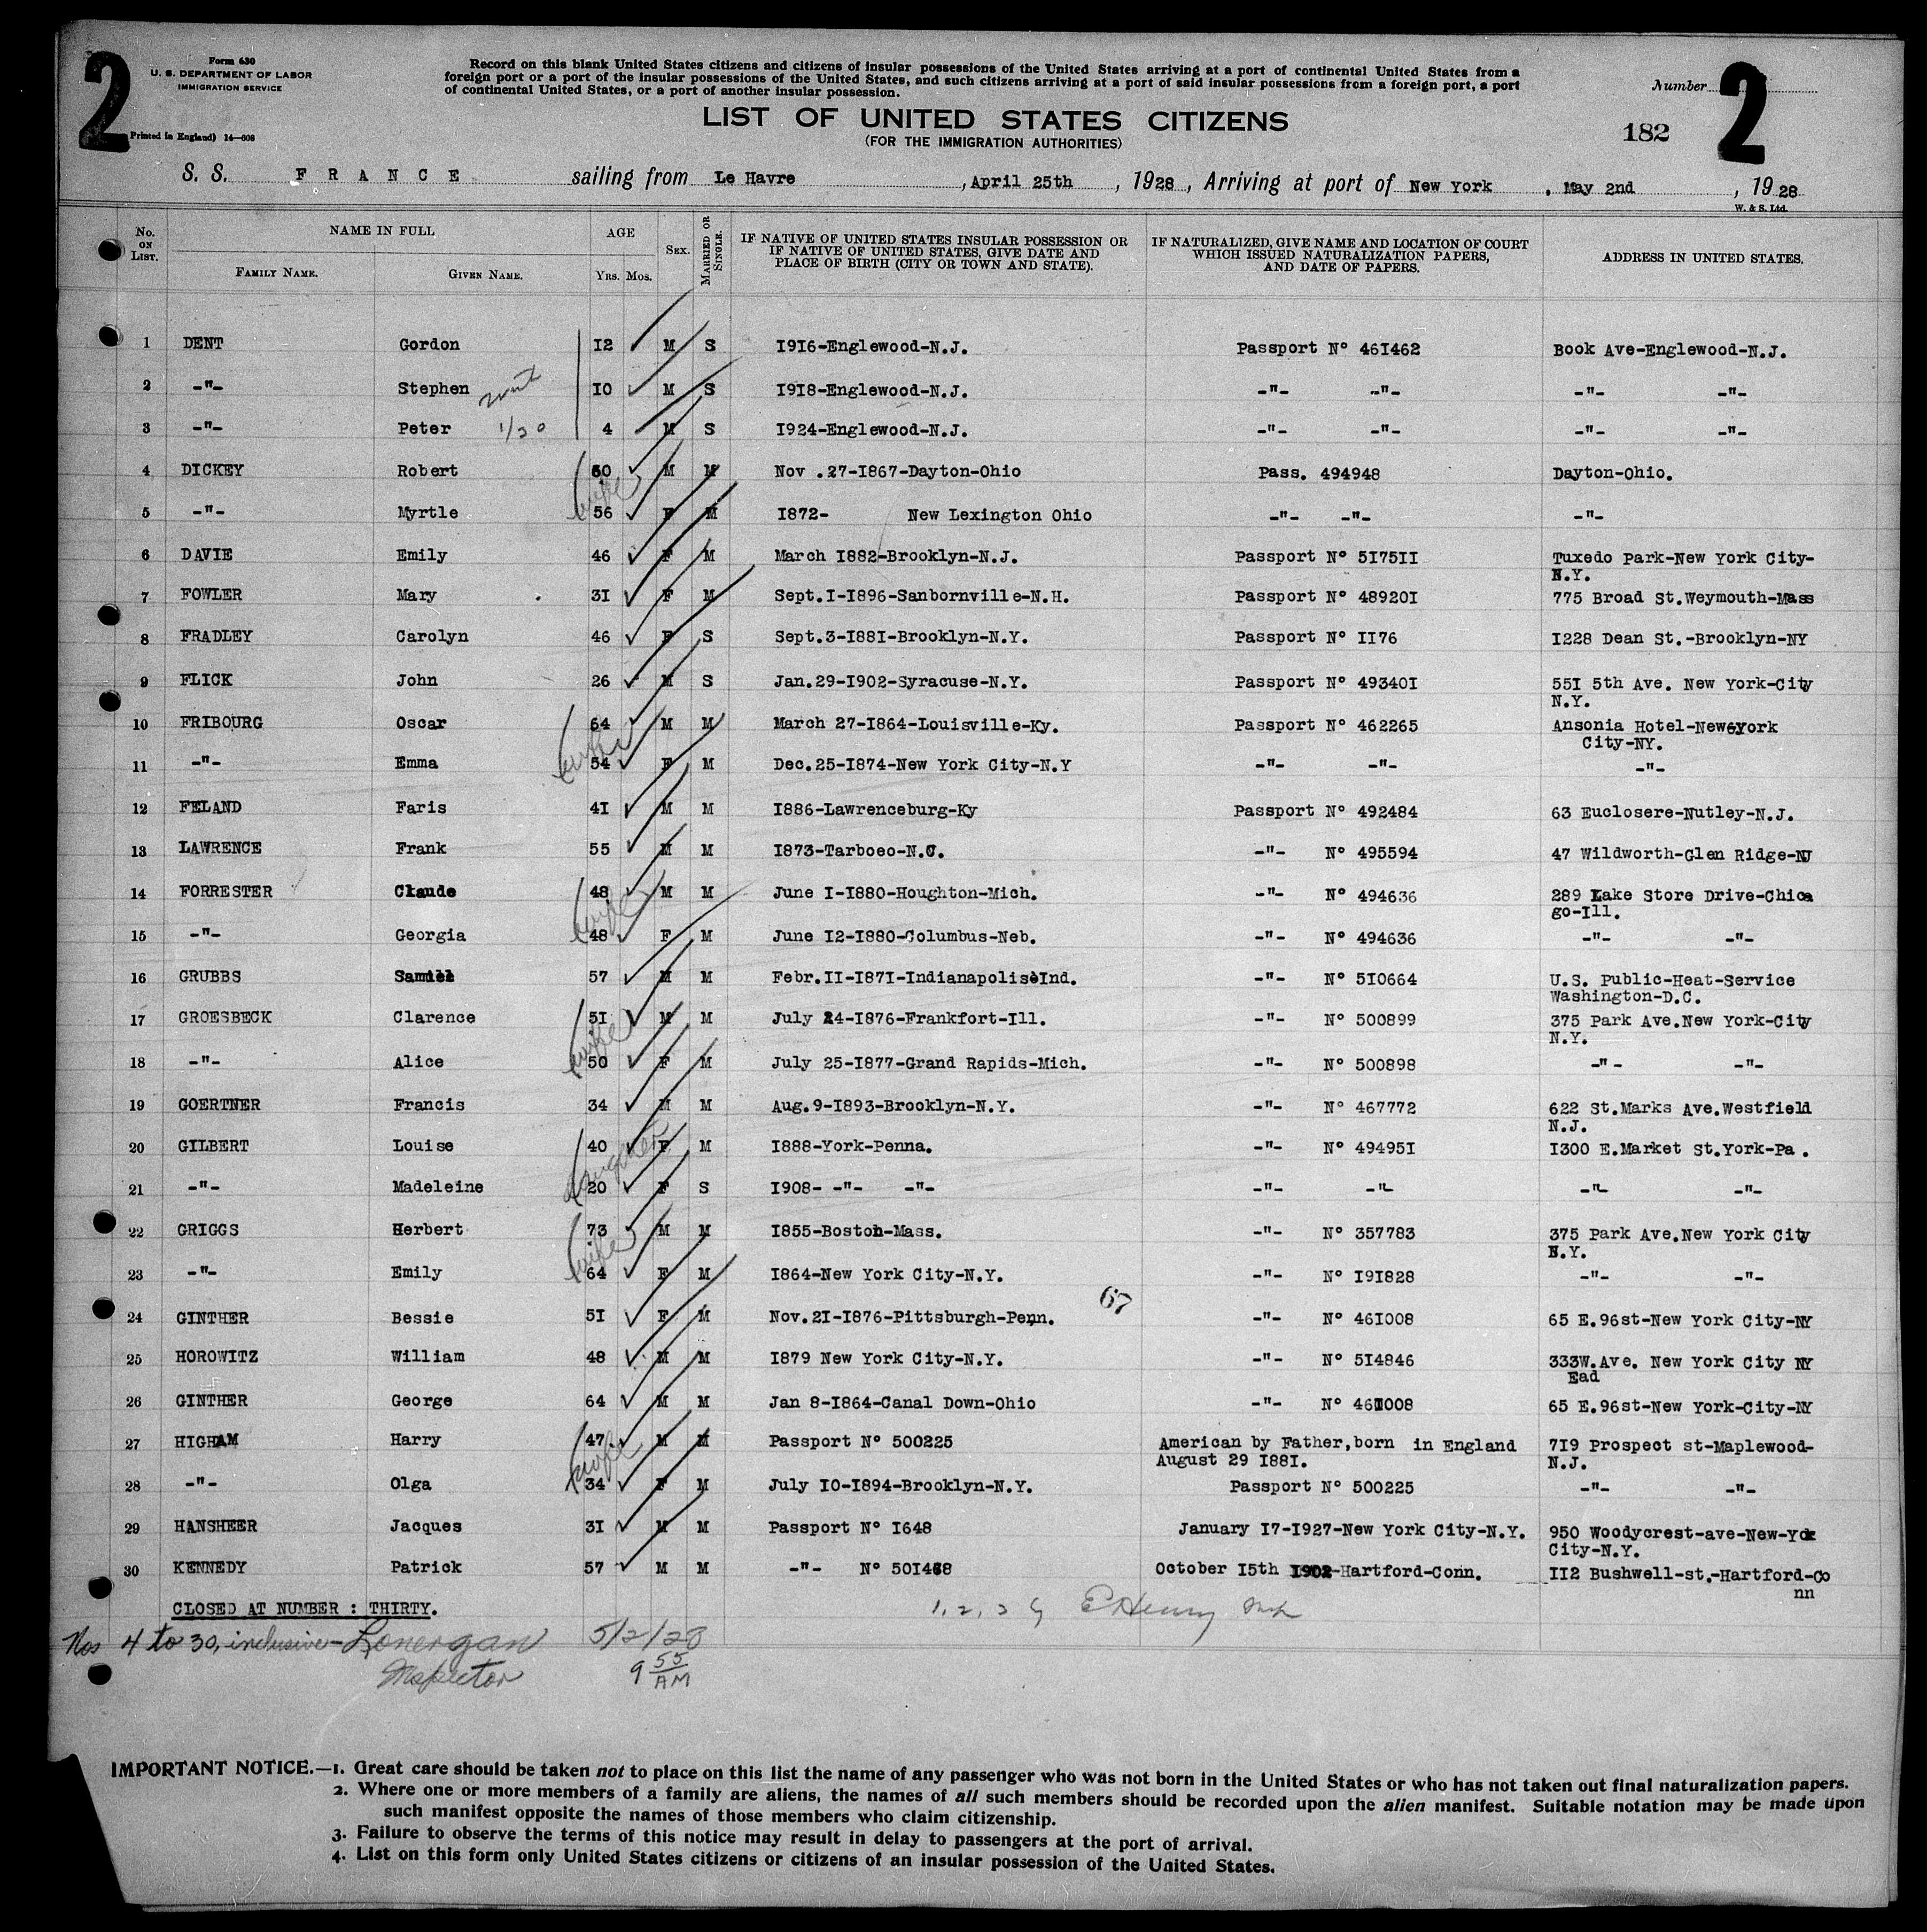 2
Form 630
U. S. DEPARTMENT OF LABOR
IMMIGRATION SERVICE
Printed in England) 14—608
Record on this blank United States citizens and citizens of insular possessions of the United States arriving at a port of continental United States from a
foreign port or a port of the insular possessions of the United States, and such citizens arriving at a port of said insular possessions from a foreign port, a port
of continental United States, or a port of another insular possession.
LIST OF UNITED STATES CITIZENS
(FOR THE IMMIGRATION AUTHORITIES)
Number 2
182
S. S. F R A N C E sailing from Le Havre, April 25th, 1928, Arriving at port of New York, May 2nd, 1928
W. & S. Ltd.
No. ON LIST. NAME IN FULL FAMILY NAME. GIVEN NAME. AGE Yrs. Mos. SEX. MARRIED OR SINGLE. IF NATIVE OF UNITED STATES INSULAR POSSESSION OR IF NATIVE OF UNITED STATES, GIVE DATE AND PLACE OF BIRTH (CITY OR TOWN AND STATE). IF NATURALIZED, GIVE NAME AND LOCATION OF COURT WHICH ISSUED NATURALIZATION PAPERS, AND DATE OF PAPERS. ADDRESS IN UNITED STATES.
1 DENT Gordon 12 M S 1916-Englewood-N.J. Passport N° 461462 Book Ave-Englewood-N.J.
2 -"- Stephen 10 M S 1918-Englewood-N.J. -"- -"- -"- -"-
3 -"- Peter 1/20 4 M S 1924-Englewood-N.J. -"- -"- -"- -"-
4 DICKEY Robert 60 M M Nov .27-1867-Dayton-Ohio Pass. 494948 Dayton-Ohio.
wife
5 -"- Myrtle 56 F M 1872- New Lexington Ohio -"- -"- -"-
6 DAVIE Emily 46 F M March 1882-Brooklyn-N.J. Passport N° 517511 Tuxedo Park-New York City-
N.Y.
7 FOWLER Mary 31 F M Sept.1-1896-Sanbornville-N.H. Passport N° 489201 775 Broad St.Weymouth-Mass
8 FRADLEY Carolyn 46 F S Sept.3-1881-Brooklyn-N.Y. Passport N° 1176 1228 Dean St.-Brooklyn-NY
9 FLICK John 26 M S Jan.29-1902-Syracuse-N.Y. Passport N° 493401 551 5th Ave. New York-City
N.Y.
10 FRIBOURG Oscar 64 M M March 27-1864-Louisville-Ky. Passport N° 462265 Ansonia Hotel-Neweyork
City-NY.
wife
11 -"- Emma 54 F M Dec.25-1874-New York City-N.Y -"- -"- -"-
12 FELAND Faris 41 M M 1886-Lawrenceburg-Ky Passport N° 492484 63 Euclosere-Nutley-N.J.
13 LAWRENCE Frank 55 M M 1873-Tarboeo-N.C. -"- N° 495594 47 Wildworth-Glen Ridge-NJ
14 FORRESTER Claude 48 M M June 1-1880-Houghton-Mich. -"- N° 494636 289 Lake Store Drive-Chica
go-Ill.
wife
15 -"- Georgia 48 F M June 12-1880-Columbus-Neb. -"- N° 494636 -"- -"-
16 GRUBBS 57 M M Febr.11-1871-Indianapolis Ind. -"- N° 510664 U.S. Public-Heat-Service
Washington-D.C.
17 GROESBECK Clarence 51 M M July 24-1876-Frankfort-Ill. -"- N° 500899 375 Park Ave.New York-City
N.Y.
wife
18 -"- Alice 50 F M July 25-1877-Grand Rapids-Mich. -"- N° 500898 -"- -"-
19 GOERTNER Francis 34 M M Aug.9-1893-Brooklyn-N.Y. -"- N° 467772 622 St.Marks Ave.Westfield
N.J.
20 GILBERT Louise 40 F M 1888-York-Penna. -"- N° 494951 1300 E.Market St.York-Pa .
daughter
21 -"- Madeleine 20 F S 1908- -"- -"- -"- -"- -"- -"-
22 GRIGGS Herbert 73 M M 1855-Boston-Mass. -"- N° 357783 375 Park Ave.New York City
N.Y.
wife
23 -"- Emily 64 F M 1864-New York City-N.Y. -"- N° 191828 -"- -"-
67
24 GINTHER Bessie 51 F M Nov.21-1876-Pittsburgh-Penn. -"- N° 461008 65 E.96st-New York City-NY
25 HOROWITZ William 48 M M 1879 New York City-N.Y. -"- N° 514846 333W.Ave. New York City NY
Ead
26 GINTHER George 64 M M Jan 8-1864-Canal Down-Ohio -"- N° 461008 65 E.96st-New York-City-NY
27 HIGHAM Harry 47 M M Passport N° 500225 American by Father,born in England 719 Prospect st-Maplewood-
August 29 1881. N.J.
wife
28 -"- Olga 34 F M July 10-1894-Brooklyn-N.Y. Passport N° 500225 -"- -"-
29 HANSHEER Jacques 31 M M Passport N° 1648 January 17-1927-New York City-N.Y. 950 Woodycrest-ave-New-Yok
City-N.Y.
30 KENNEDY Patrick 57 M M -"- N° 501468 October 15th 1902-Hartford-Conn. 112 Bushwell-st.-Hartford-Co
nn
CLOSED AT NUMBER : THIRTY.
1, 2, 3 EHenry
Nos 4 to 30, inclusive - Lonergan 5/2/28
Inspector 9 55 AM
IMPORTANT NOTICE.—1. Great care should be taken not to place on this list the name of any passenger who was not born in the United States or who has not taken out final naturalization papers.
2. Where one or more members of a family are aliens, the names of all such members should be recorded upon the alien manifest. Suitable notation may be made upon
such manifest opposite the names of those members who claim citizenship.
3. Failure to observe the terms of this notice may result in delay to passengers at the port of arrival.
4. List on this form only United States citizens or citizens of an insular possession of the United States.